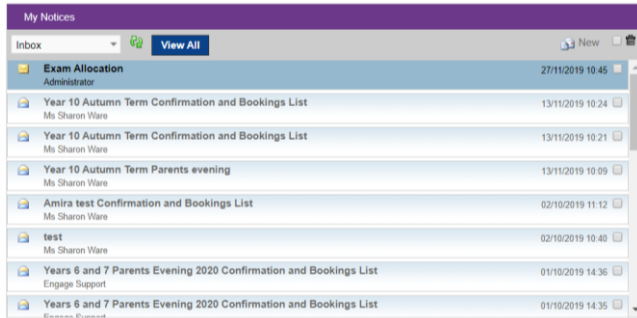 My Notices
Inbox View All New
Exam Allocation 27/11/2019 10:45
Administrator
Year 10 Autumn Term Confirmation and Bookings List 13/11/2019 10:24
Ms Sharon Ware
Year 10 Autumn Term Confirmation and Bookings List 13/11/2019 10:21
Ms Sharon Ware
Year 10 Autumn Term Parents evening 13/11/2019 10:09
Ms Sharon Ware
Amira test Confirmation and Bookings List 02/10/2019 11:12
Ms Sharon Ware
test 02/10/2019 10:40
Ms Sharon Ware
Years 6 and 7 Parents Evening 2020 Confirmation and Bookings List 01/10/2019 14:36
Engage Support
Years 6 and 7 Parents Evening 2020 Confirmation and Bookings List 01/10/2019 14:35
Engage Support